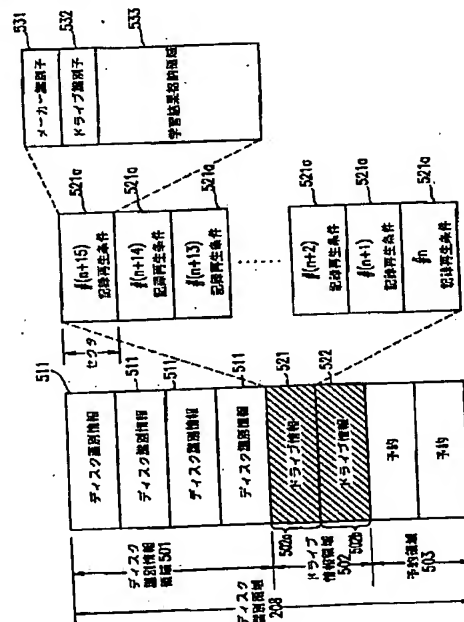 ディスク識別領域
208
ディスク識別情報領域501
ドライブ情報領域
502
予約領域
503
502a
502b
511
ディスク識別情報
511
ディスク識別情報
511
ディスク識別情報
511
ディスク識別情報
521
ドライブ情報
522
ドライブ情報
予約
予約
セクタ
521a
#(n+15)
記録再生条件
521a
#(n+14)
記録再生条件
521a
#(n+13)
記録再生条件
521a
#(n+2)
記録再生条件
521a
#(n+1)
記録再生条件
521a
#n
記録再生条件
531
メーカー識別子
532
ドライブ識別子
533
学習結果格納領域